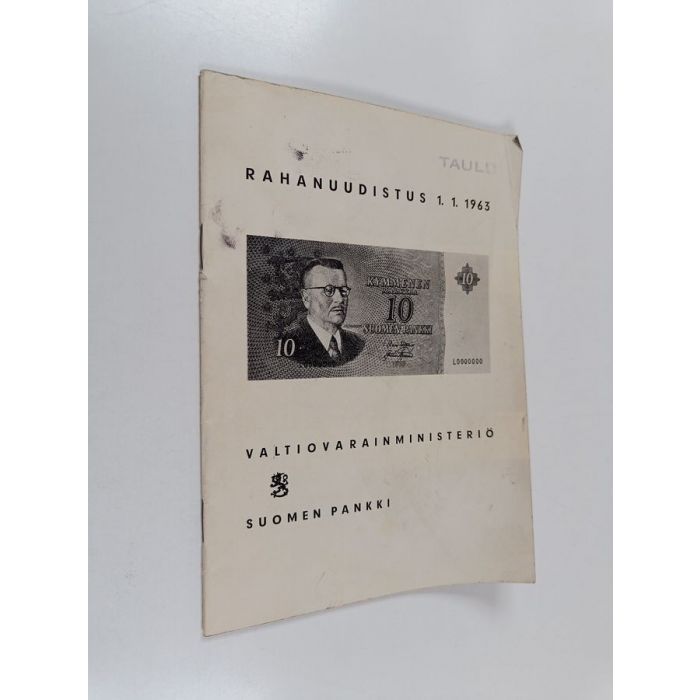 TAULU
RAHANUUDISTUS 1. 1. 1963
KYMMENEN
10
10
SUOMEN PANKKI
10
L0000000
VALTIOVARAINMINISTERIÖ
SUOMEN PANKKI